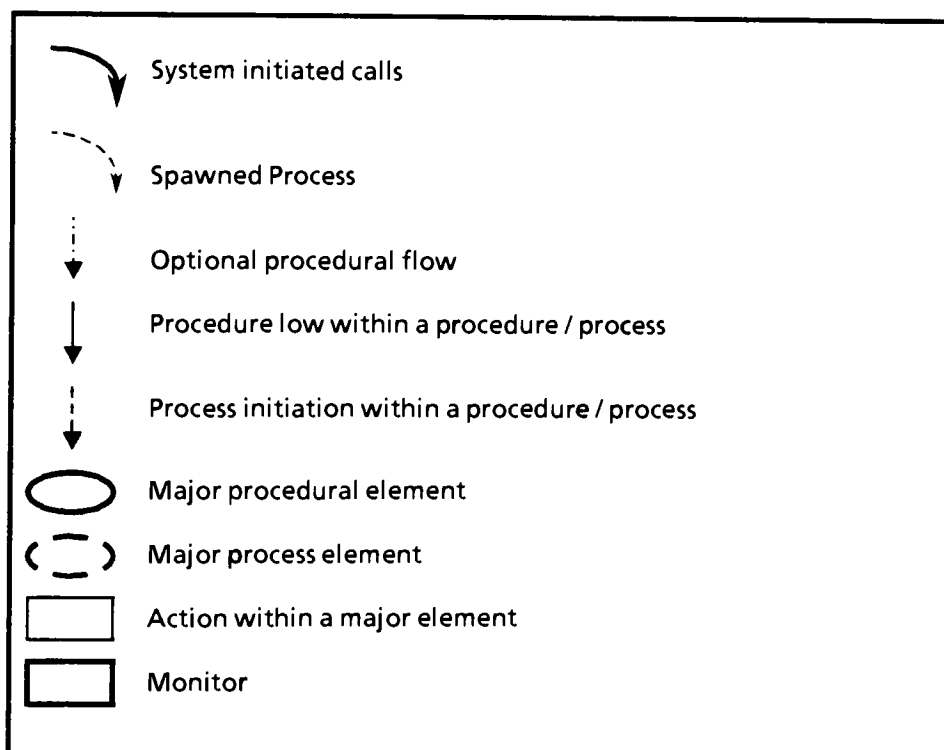 System initiated calls
Spawned Process
Optional procedural flow
Procedure low within a procedure / process
Process initiation within a procedure / process
Major procedural element
Major process element
Action within a major element
Monitor